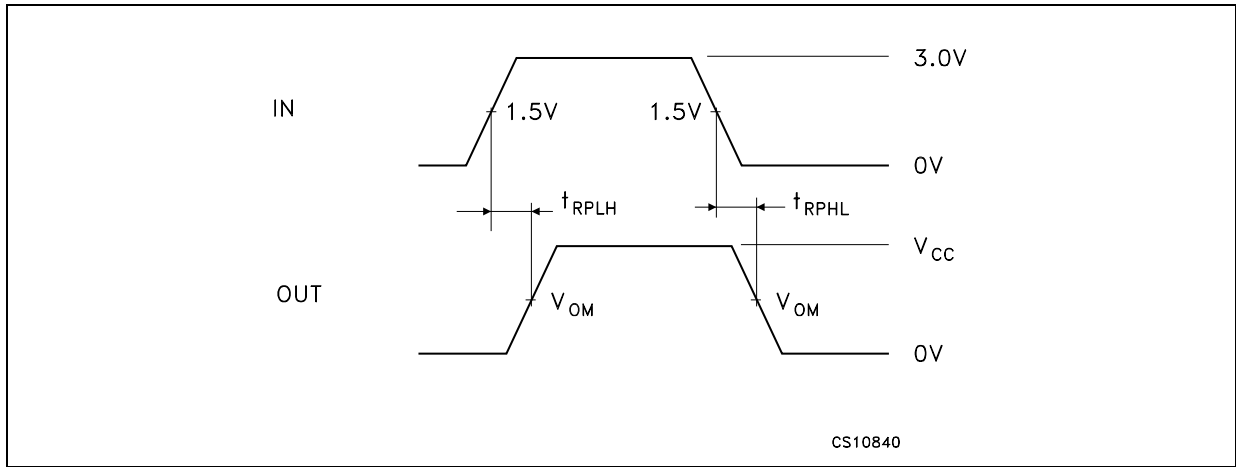 3.0V
IN
1.5V 1.5V
0V
tRPLH tRPHL
VCC
OUT
VOM VOM
0V
CS10840